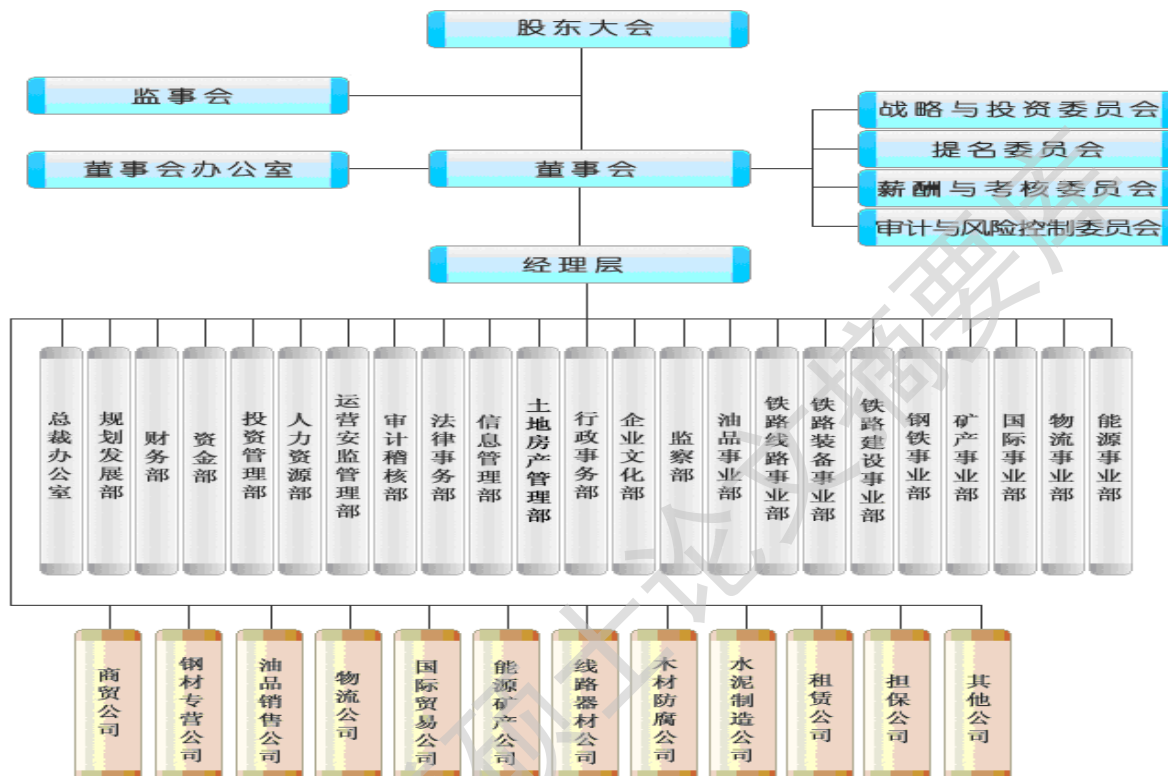 股东大会
监事会
战略与投资委员会
董事会办公室
董事会
提名委员会
薪酬与考核委员会
审计与风险控制委员会
经理层
总裁办公室
规划发展部
财务部
资金部
投资管理部
人力资源部
运营安监管理部
审计稽核部
法律事务部
信息管理部
土地房产管理部
行政事务部
企业文化部
监察部
油品事业部
铁路线路事业部
铁路装备事业部
铁路建设事业部
钢铁事业部
矿产事业部
国际事业部
物流事业部
能源事业部
商贸公司
钢材专营公司
油品销售公司
物流公司
国际贸易公司
能源矿产公司
线路器材公司
木材防腐公司
水泥制造公司
租赁公司
担保公司
其他公司
硕士论文摘要库